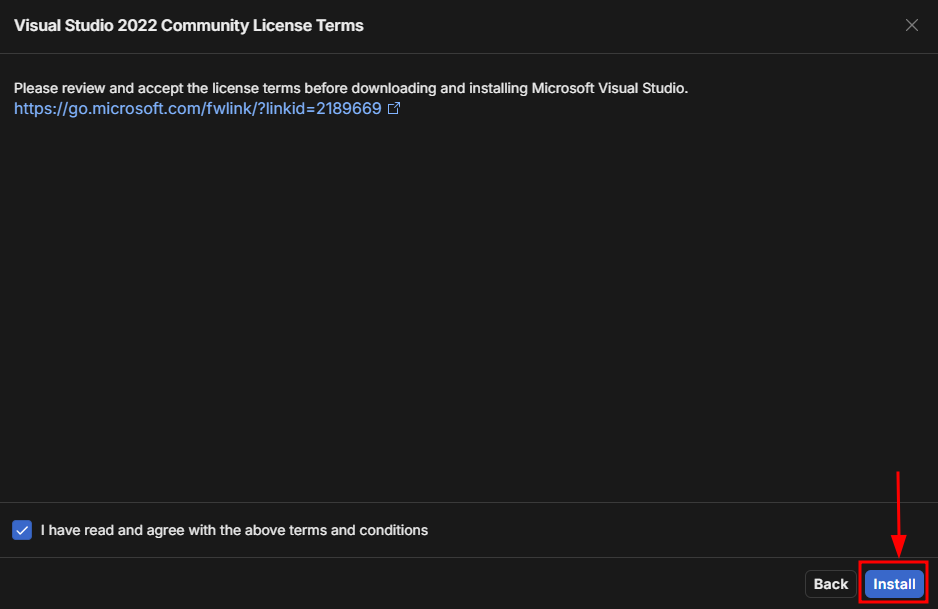 Visual Studio 2022 Community License Terms
Please review and accept the license terms before downloading and installing Microsoft Visual Studio.
https://go.microsoft.com/fwlink/?linkid=2189669
I have read and agree with the above terms and conditions
Back Install